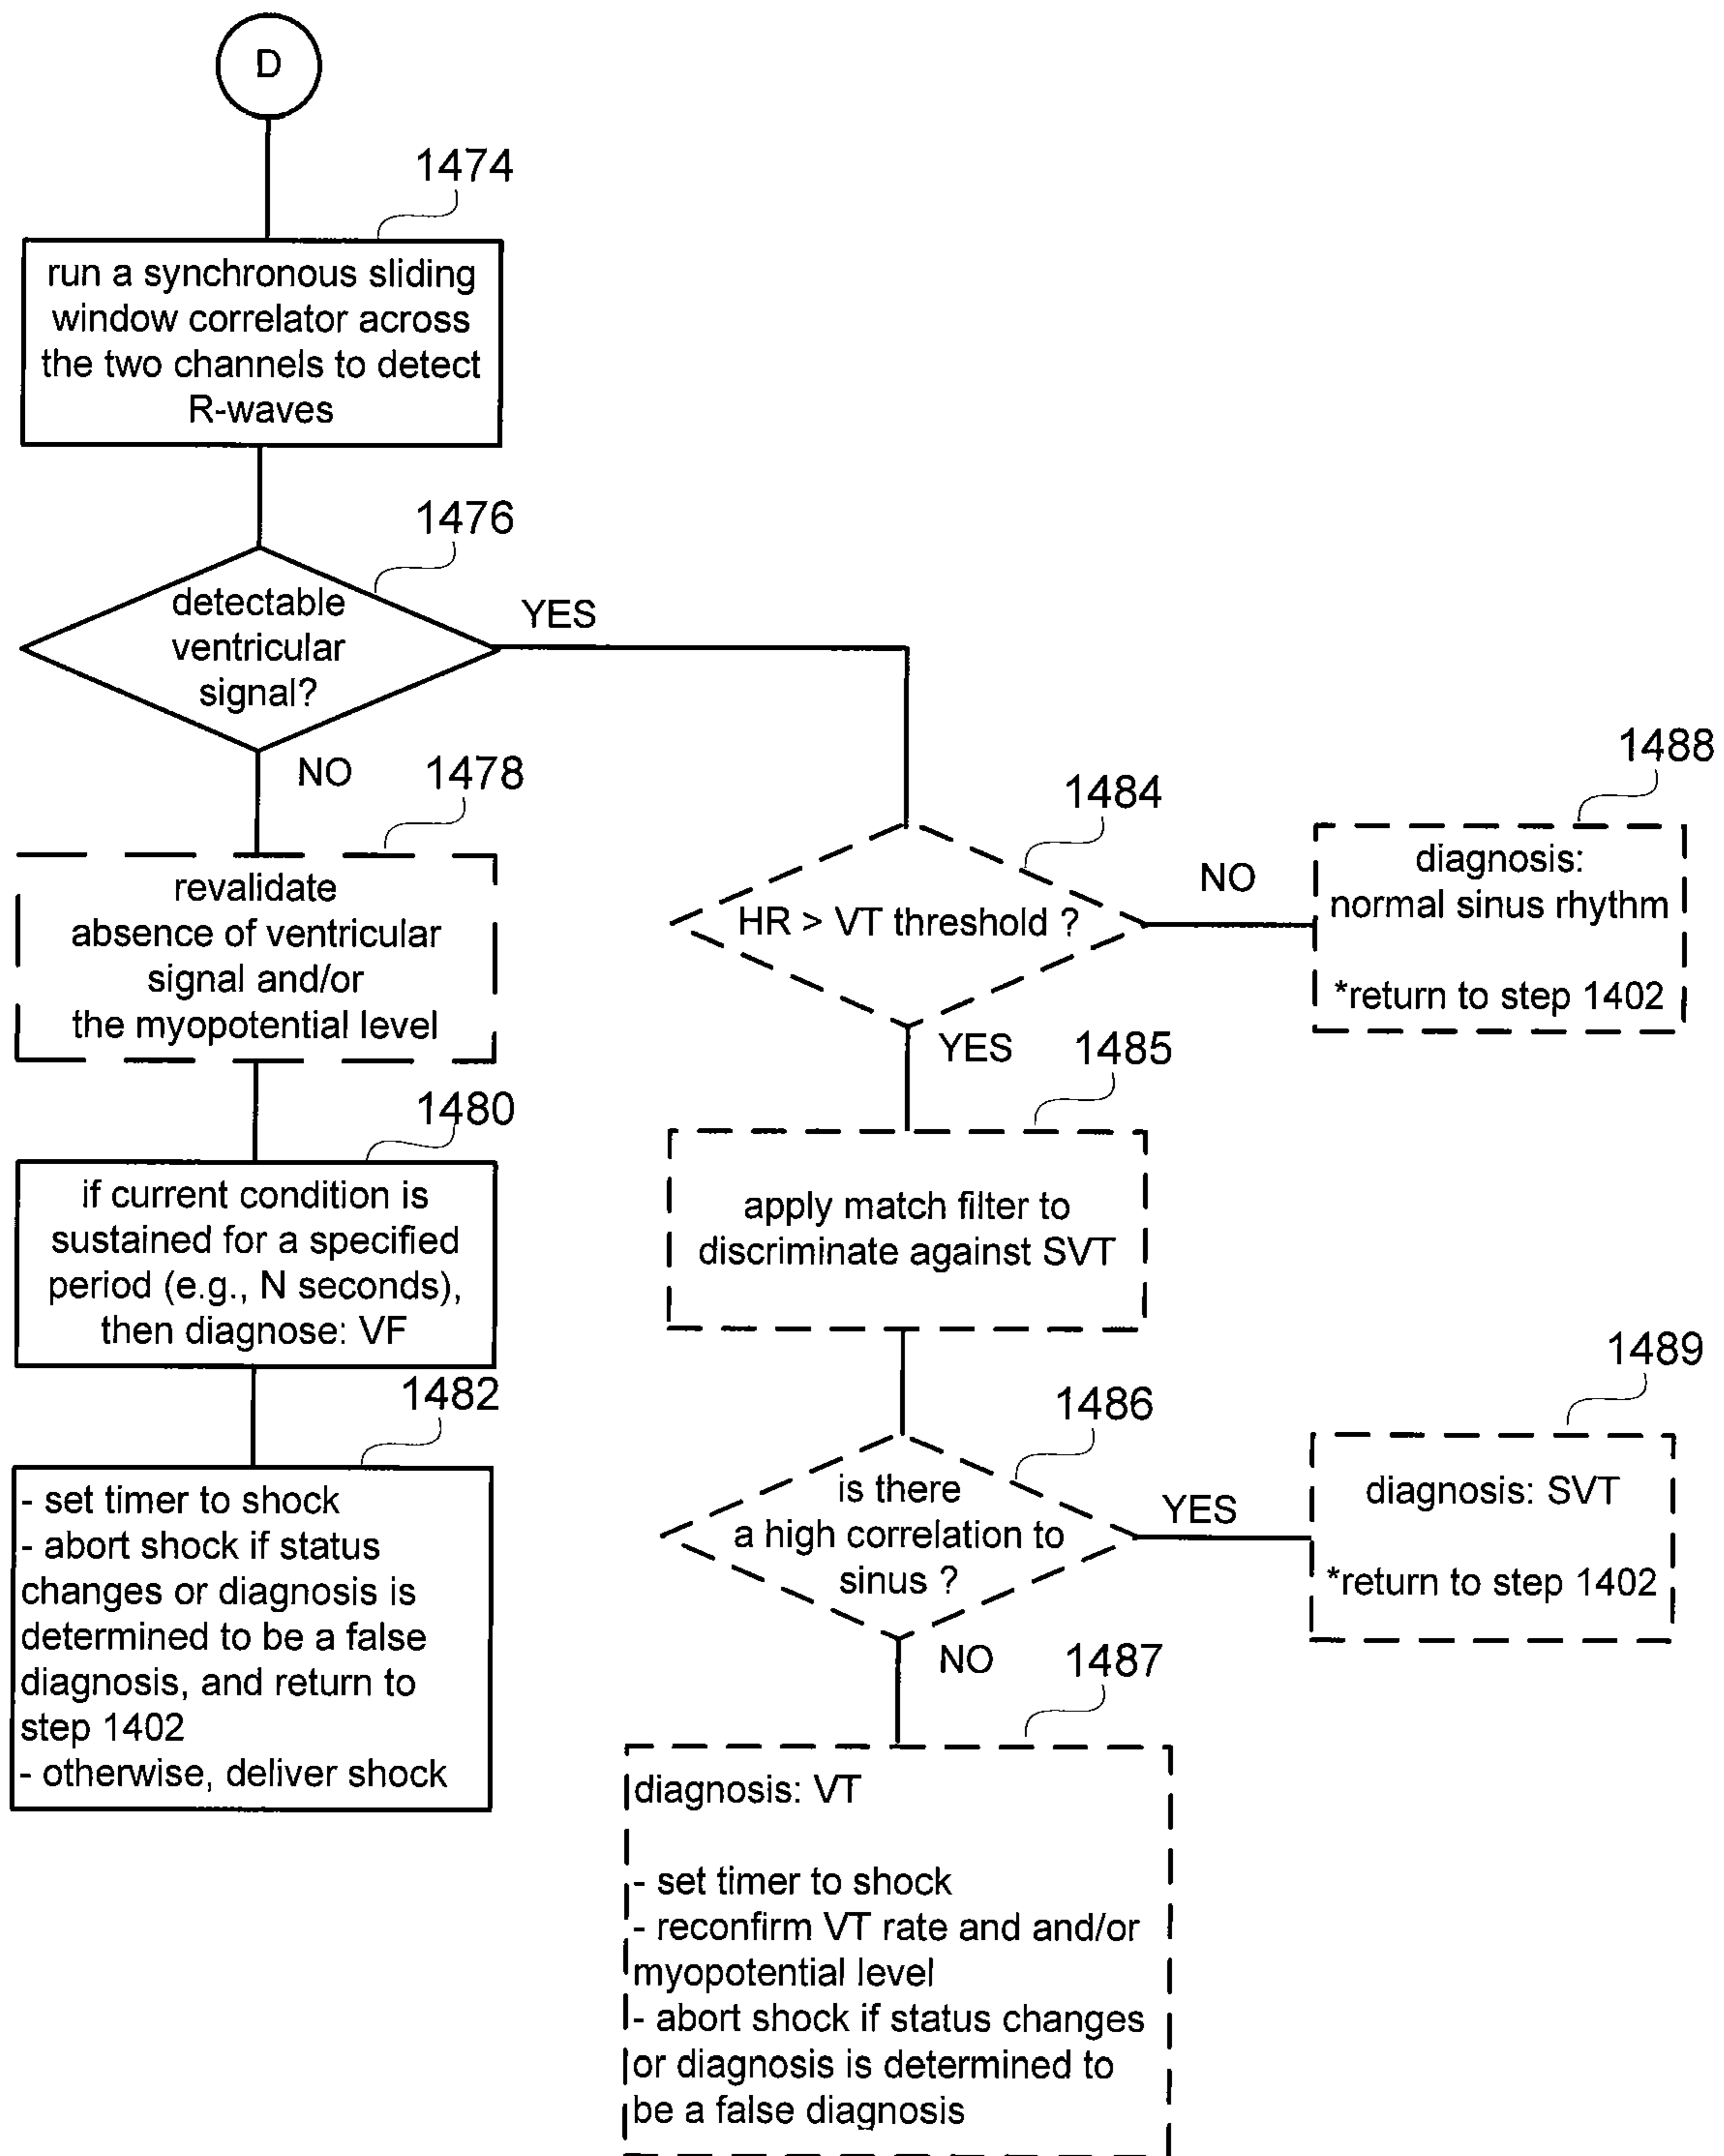 D
1474
run a synchronous sliding
window correlator across
the two channels to detect
R-waves
1476
detectable
ventricular
signal?
YES
NO
1478
revalidate
absence of ventricular
signal and/or
the myopotential level
1480
if current condition is
sustained for a specified
period (e.g., N seconds),
then diagnose: VF
1482
- set timer to shock
- abort shock if status
changes or diagnosis is
determined to be a false
diagnosis, and return to
step 1402
- otherwise, deliver shock
1484
HR > VT threshold ?
NO
1488
diagnosis:
normal sinus rhythm
*return to step 1402
YES
1485
apply match filter to
discriminate against SVT
1486
is there
a high correlation to
sinus ?
YES
1489
diagnosis: SVT
*return to step 1402
NO
1487
diagnosis: VT
- set timer to shock
- reconfirm VT rate and and/or
myopotential level
- abort shock if status changes
or diagnosis is determined to
be a false diagnosis